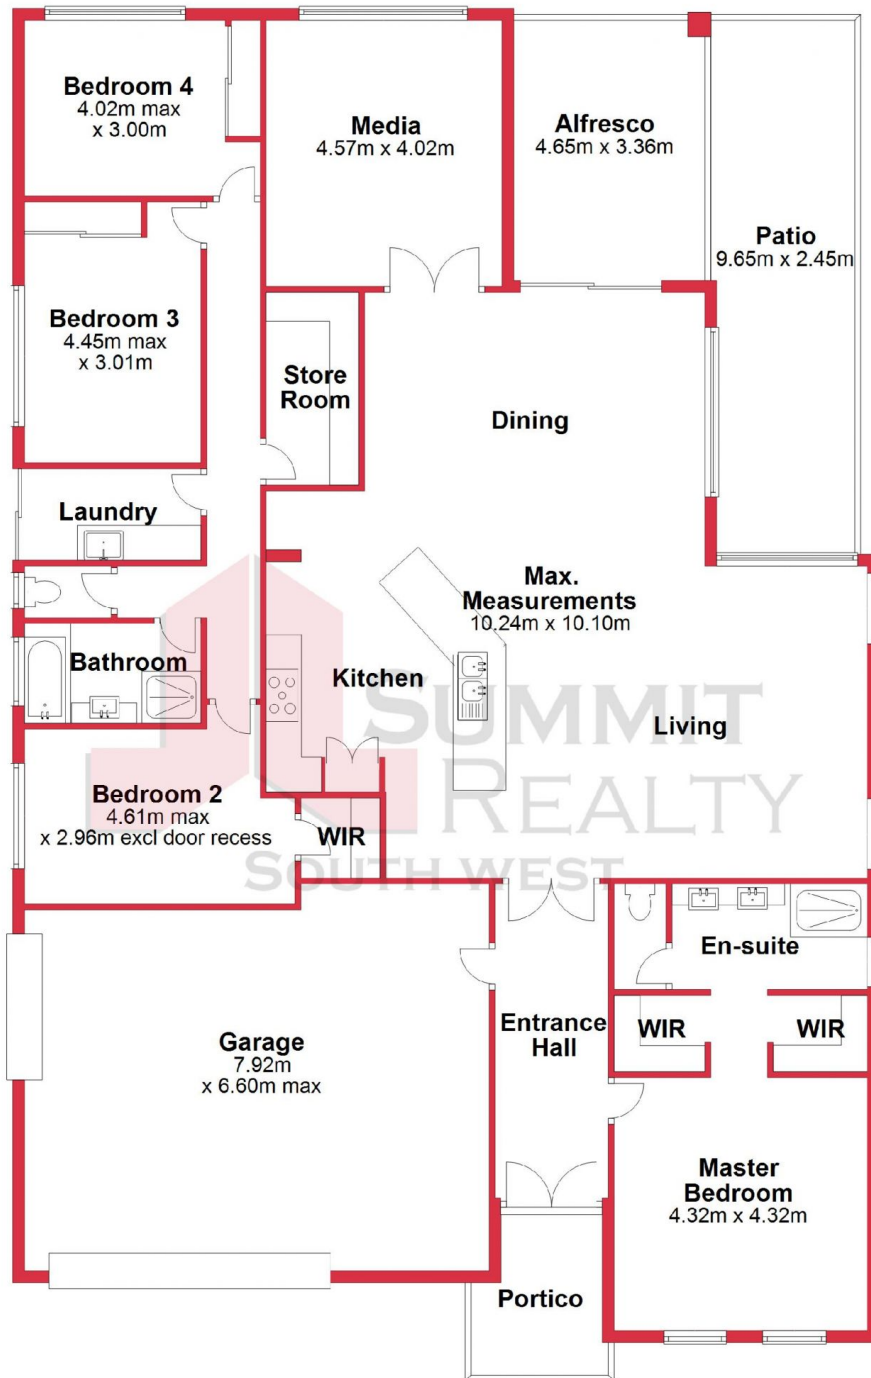 Bedroom 4
4.02m max
x 3.00m
Media
4.57m x 4.02m
Alfresco
4.65m x 3.36m
Patio
9.65m x 2.45m
Bedroom 3
4.45m max
x 3.01m
Store
Room
Dining
Laundry
Max.
Measurements
10.24m x 10.10m
Bathroom
Kitchen
Living
SUMMIT
REALTY
SOUTH WEST
Bedroom 2
4.61m max
x 2.96m excl door recess
WIR
En-suite
Garage
7.92m
x 6.60m max
Entrance
Hall
WIR
WIR
Master
Bedroom
4.32m x 4.32m
Portico